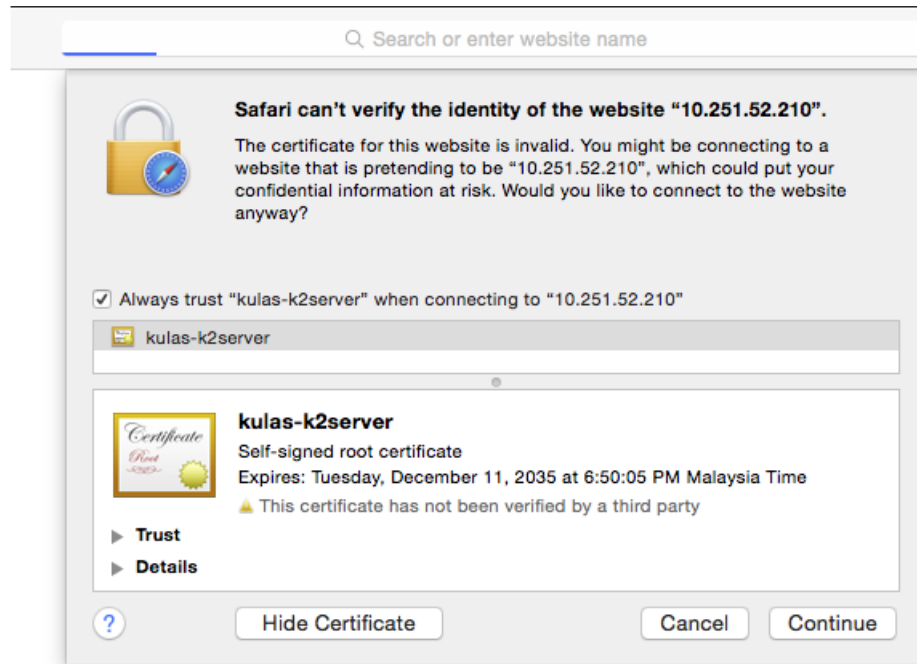 Search or enter website name
Safari can't verify the identity of the website “10.251.52.210”.
The certificate for this website is invalid. You might be connecting to a
website that is pretending to be “10.251.52.210”, which could put your
confidential information at risk. Would you like to connect to the website
anyway?
Always trust “kulas-k2server” when connecting to “10.251.52.210”
kulas-k2server
Certificate
Root
kulas-k2server
Self-signed root certificate
Expires: Tuesday, December 11, 2035 at 6:50:05 PM Malaysia Time
This certificate has not been verified by a third party
Trust
Details
?
Hide Certificate
Cancel
Continue